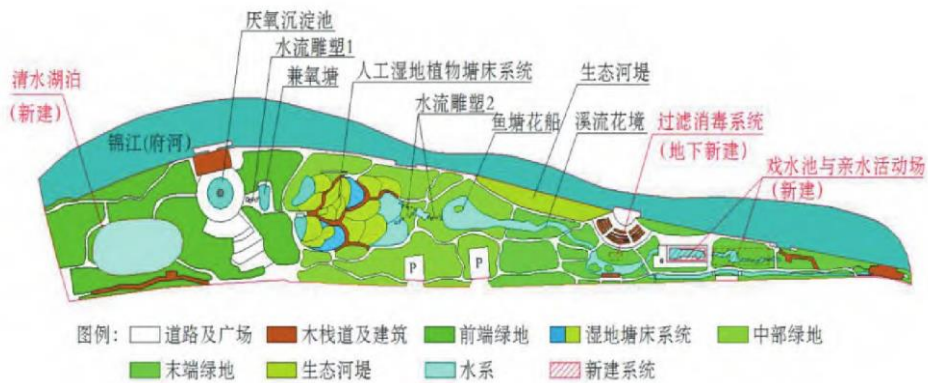 厌氧沉淀池
水流雕塑1
兼氧塘
人工湿地植物塘床系统
水流雕塑2
鱼塘花船
生态河堤
溪流花境
清水湖泊
(新建)
过滤消毒系统
(地下新建)
戏水池与亲水活动场
(新建)
锦江(府河)
P
P
图例:
道路及广场
木栈道及建筑
前端绿地
湿地塘床系统
中部绿地
末端绿地
生态河堤
水系
新建系统